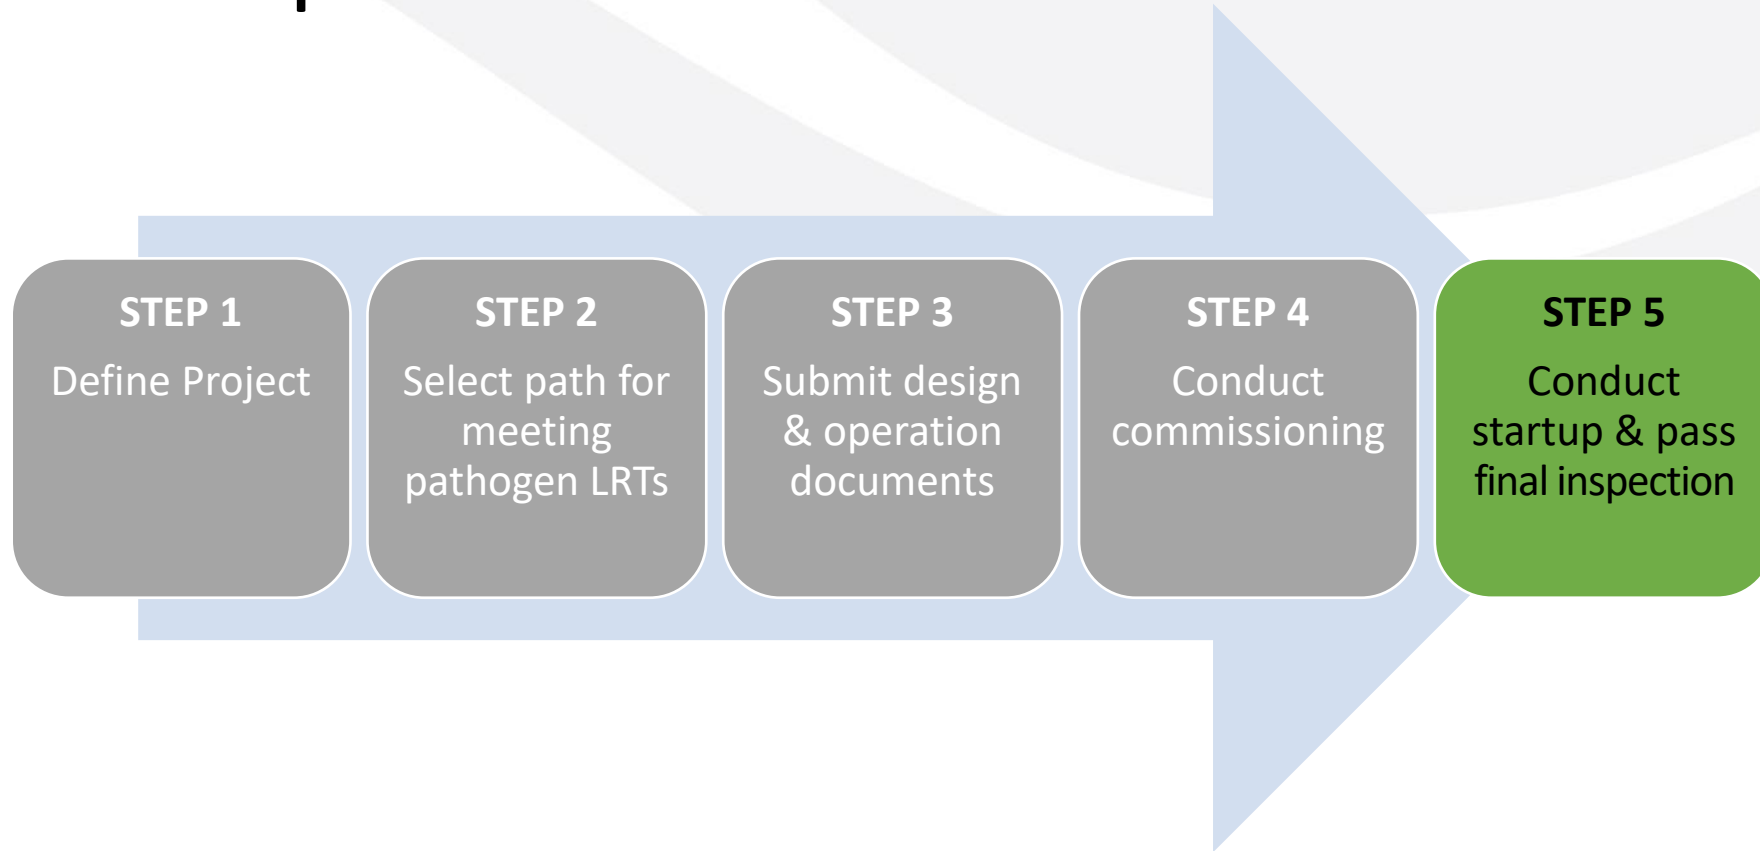 STEP 1
Define Project
STEP 2
Select path for
meeting
pathogen LRTs
STEP 3
Submit design
& operation
documents
STEP 4
Conduct
commissioning
STEP 5
Conduct
startup & pass
final inspection